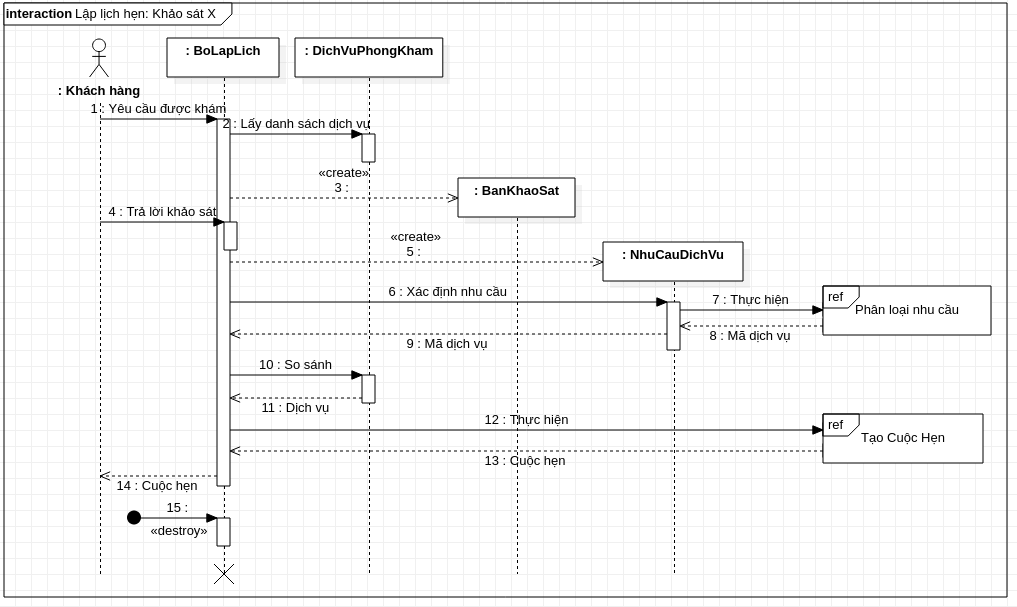 interaction Lập lịch hẹn: Khảo sát X
: BoLapLich
: DichVuPhongKham
: Khách hàng
1 : Yêu cầu được khám
2 : Lấy danh sách dịch vụ
«create»
3 :
: BanKhaoSat
4 : Trả lời khảo sát
«create»
5 :
: NhuCauDichVu
6 : Xác định nhu cầu
7 : Thực hiện
ref
Phân loại nhu cầu
8 : Mã dịch vụ
9 : Mã dịch vụ
10 : So sánh
11 : Dịch vụ
12 : Thực hiện
ref
Tạo Cuộc Hẹn
13 : Cuộc hẹn
14 : Cuộc hẹn
15 :
«destroy»